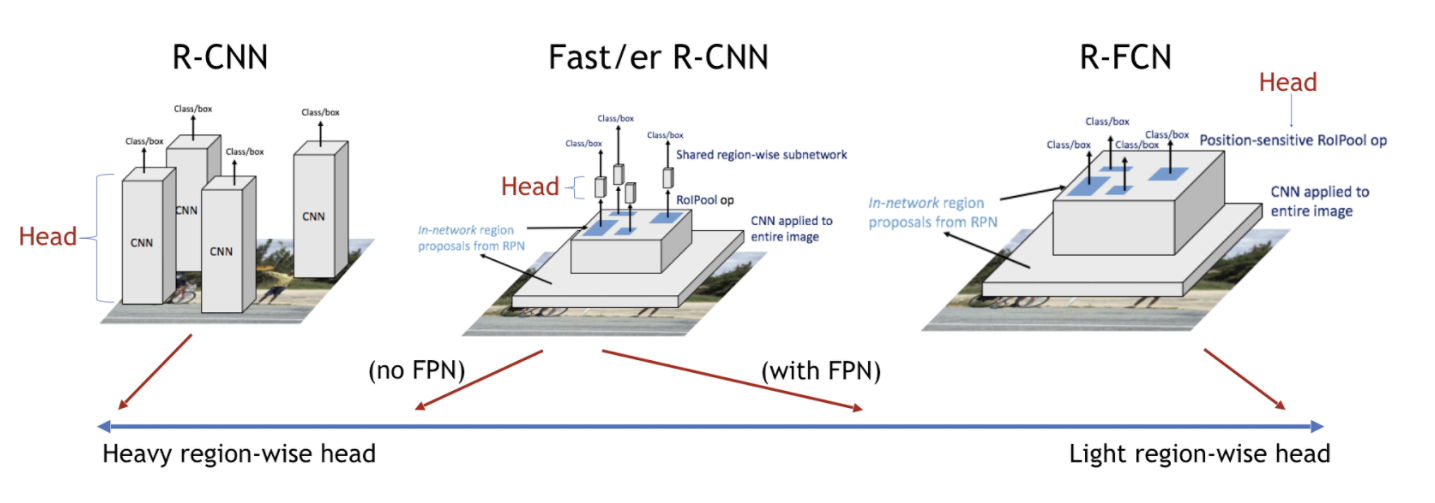 R-CNN
Fast/er R-CNN
R-FCN
Head
Class/box
Class/box
Class/box
Class/box
CNN
CNN
CNN
CNN
Head
Class/box
Class/box
Class/box
Shared region-wise subnetwork
Head
RoIPool op
In-network region
proposals from RPN
CNN applied to
entire image
Class/box
Class/box
Class/box
Class/box
Position-sensitive RoIPool op
In-network region
proposals from RPN
CNN applied to
entire image
(no FPN)
(with FPN)
Heavy region-wise head
Light region-wise head